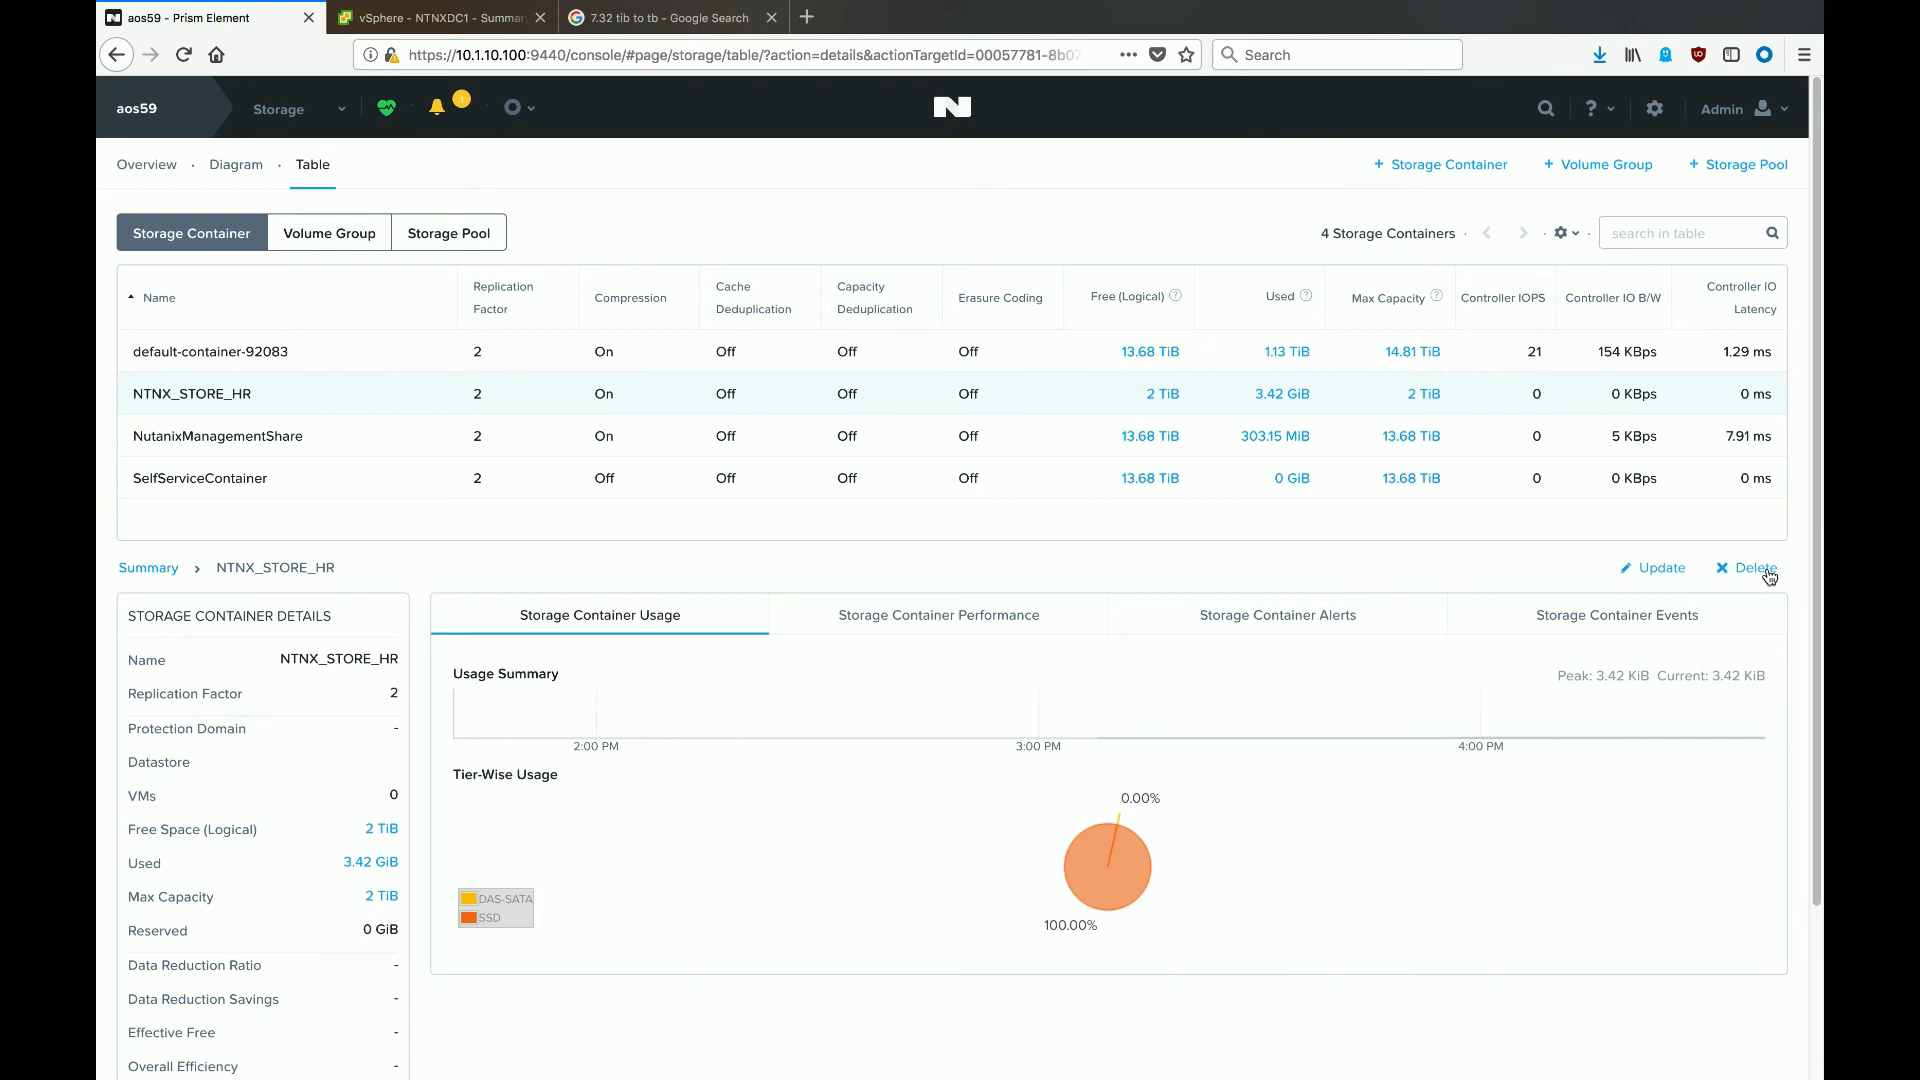 aos59 - Prism Element
vSphere - NTNXDC1 - Summar
7.32 tib to tb - Google Search
https://10.1.10.100:9440/console/#page/storage/table/?action=details&actionTargetId=00057781-8b07
Search
aos59
Storage
1
?
Admin
Overview · Diagram · Table
+ Storage Container
+ Volume Group
+ Storage Pool
Storage Container
Volume Group
Storage Pool
4 Storage Containers
search in table
Name
Replication Factor
Compression
Cache Deduplication
Capacity Deduplication
Erasure Coding
Free (Logical) ?
Used ?
Max Capacity ?
Controller IOPS
Controller IO B/W
Controller IO Latency
default-container-92083 2 On Off Off Off 13.68 TiB 1.13 TiB 14.81 TiB 21 154 KBps 1.29 ms
NTNX_STORE_HR 2 On Off Off Off 2 TiB 3.42 GiB 2 TiB 0 0 KBps 0 ms
NutanixManagementShare 2 On Off Off Off 13.68 TiB 303.15 MiB 13.68 TiB 0 5 KBps 7.91 ms
SelfServiceContainer 2 Off Off Off Off 13.68 TiB 0 GiB 13.68 TiB 0 0 KBps 0 ms
Summary > NTNX_STORE_HR
Update
Delete
STORAGE CONTAINER DETAILS
Name NTNX_STORE_HR
Replication Factor 2
Protection Domain -
Datastore
VMs 0
Free Space (Logical) 2 TiB
Used 3.42 GiB
Max Capacity 2 TiB
Reserved 0 GiB
Data Reduction Ratio -
Data Reduction Savings -
Effective Free -
Overall Efficiency -
Storage Container Usage
Storage Container Performance
Storage Container Alerts
Storage Container Events
Usage Summary
Peak: 3.42 KiB Current: 3.42 KiB
2:00 PM
3:00 PM
4:00 PM
Tier-Wise Usage
0.00%
DAS-SATA
SSD
100.00%